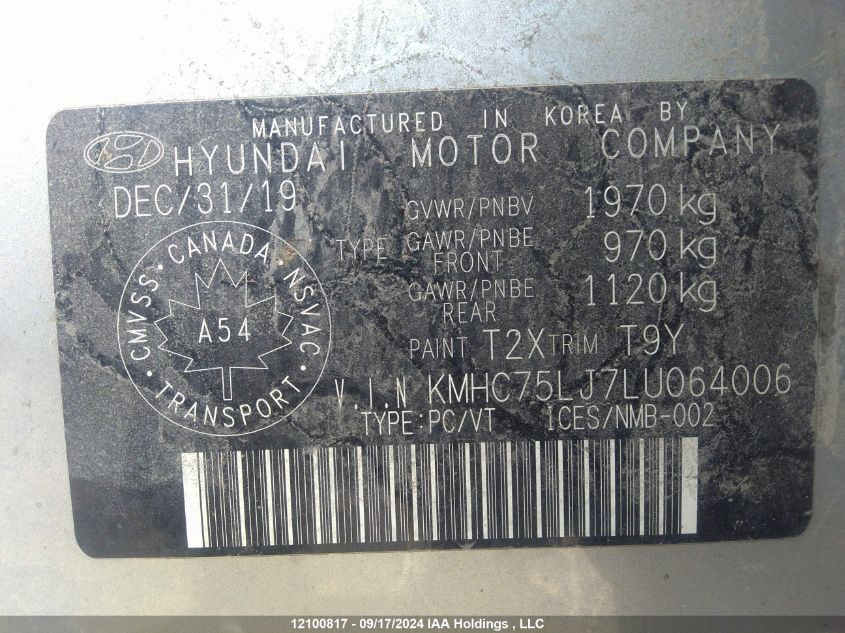 MANUFACTURED IN KOREA BY
HYUNDAI MOTOR COMPANY
DEC/31/19
GVWR/PNBV 1970 kg
TYPE GAWR/PNBE FRONT 970 kg
GAWR/PNBE REAR 1120 kg
PAINT T2X TRIM T9Y
CMVSS · CANADA · NSVAC · TRANSPORT ·
A54
V.I.N KMHC75LJ7LU064006
TYPE:PC/VT ICES/NMB-002
12100817 - 09/17/2024 IAA Holdings , LLC